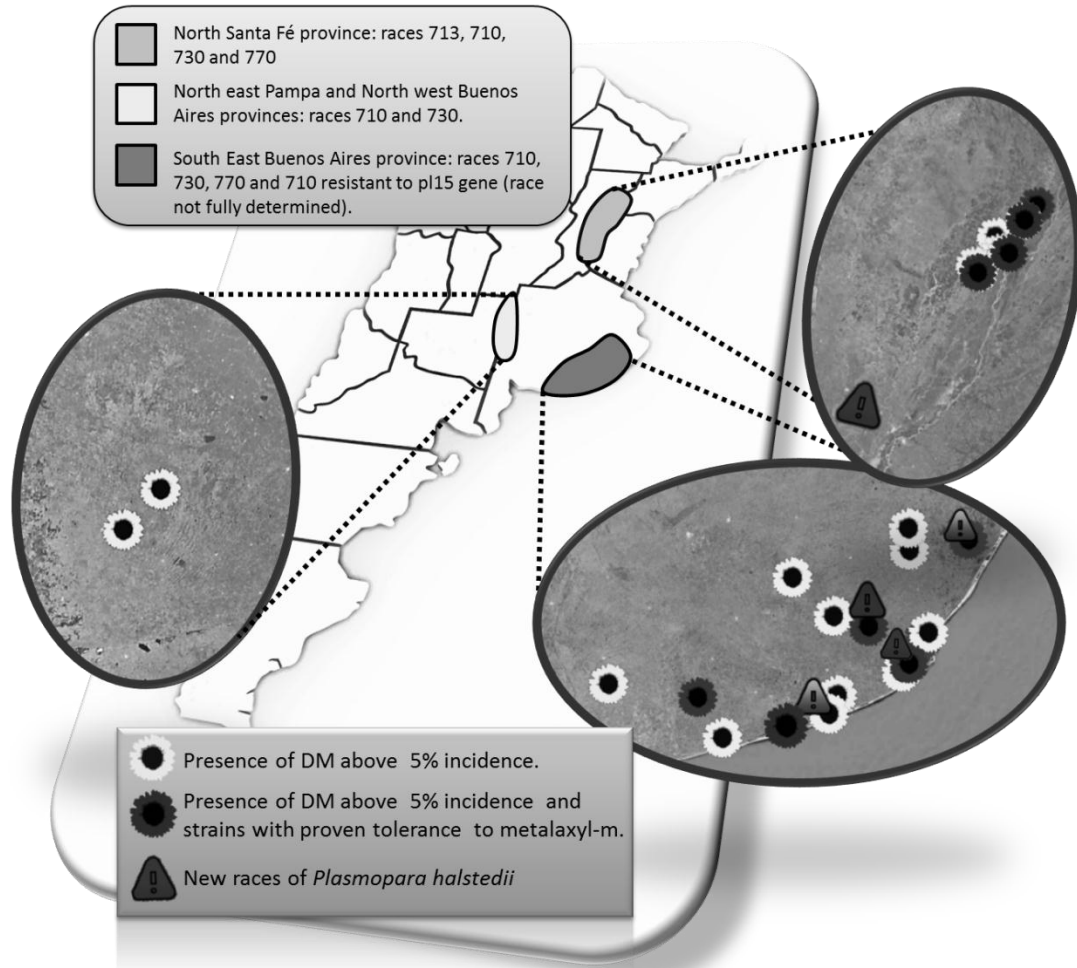 North Santa Fé province: races 713, 710,
730 and 770
North east Pampa and North west Buenos
Aires provinces: races 710 and 730.
South East Buenos Aires province: races 710,
730, 770 and 710 resistant to pl15 gene (race
not fully determined).
Presence of DM above 5% incidence.
Presence of DM above 5% incidence and
strains with proven tolerance to metalaxyl-m.
New races of Plasmopara halstedii